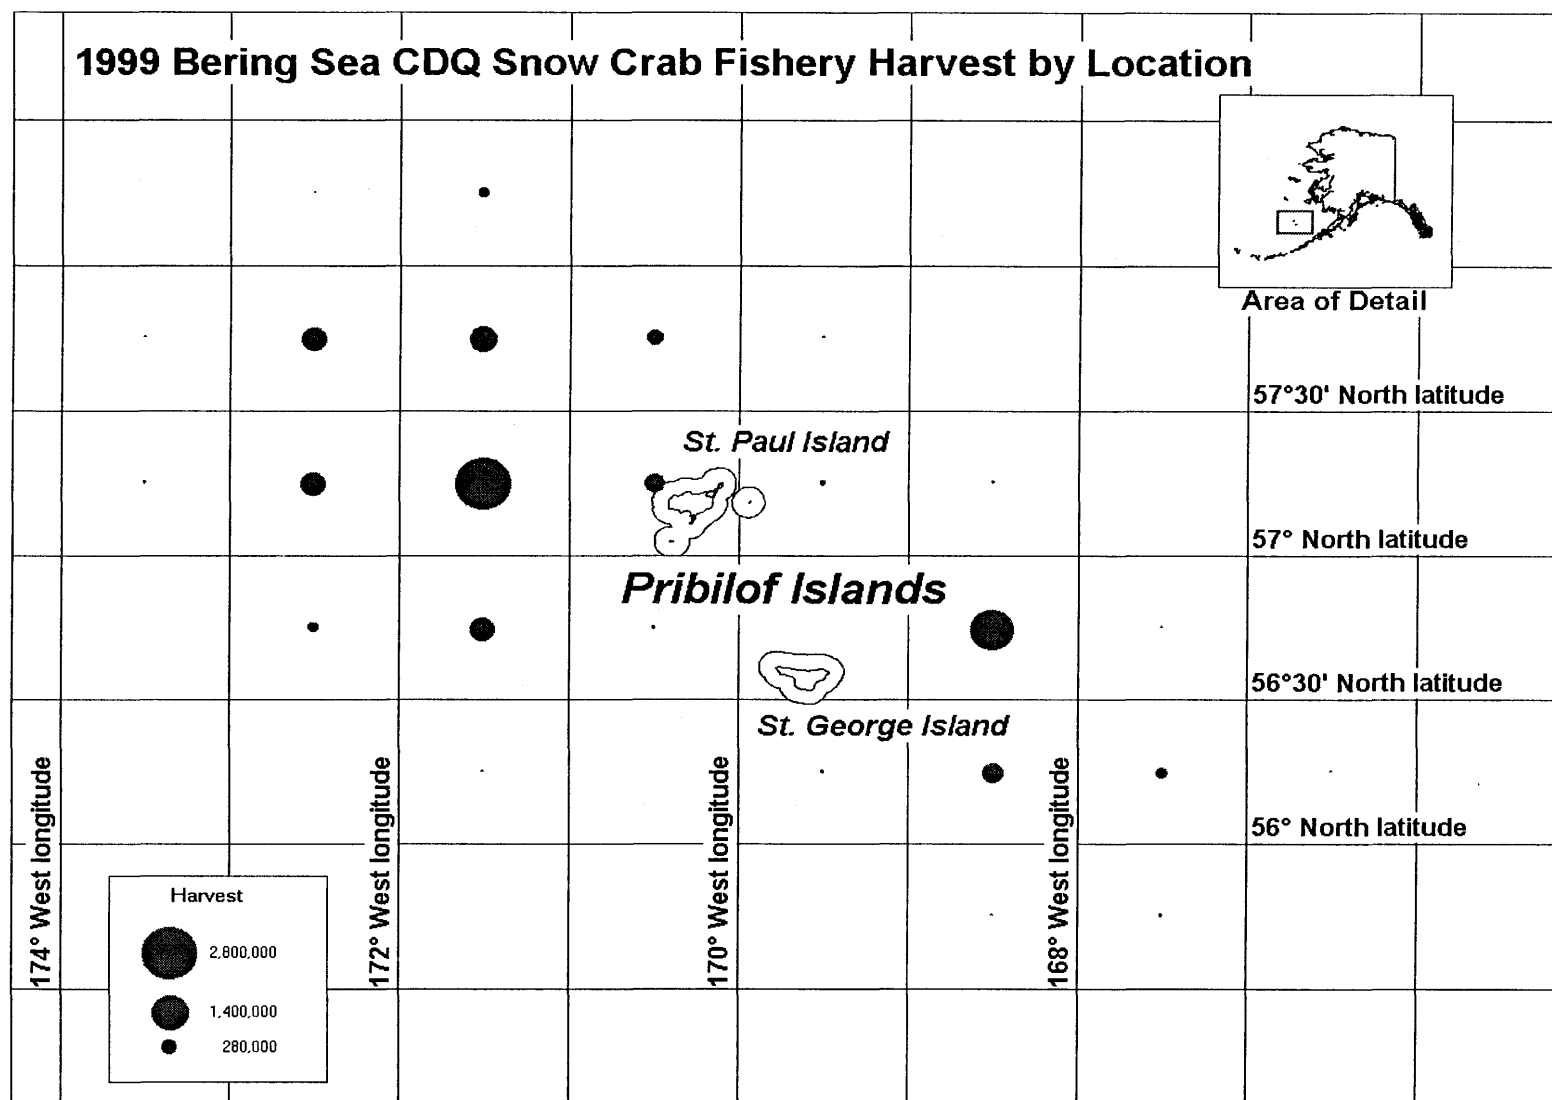 1999 Bering Sea CDQ Snow Crab Fishery Harvest by Location
Area of Detail
57°30' North latitude
St. Paul Island
57° North latitude
Pribilof Islands
56°30' North latitude
St. George Island
56° North latitude
174° West longitude
172° West longitude
170° West longitude
168° West longitude
Harvest
2,800,000
1,400,000
280,000